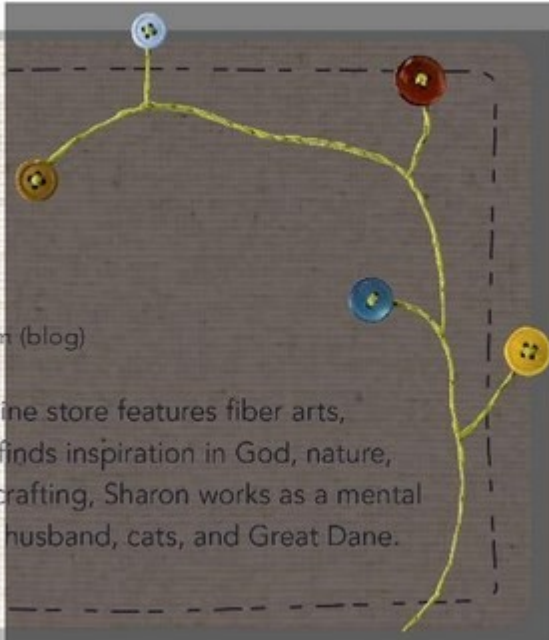 (blog)
store features fiber arts,
finds inspiration in God, nature,
crafting, Sharon works as a mental
husband, cats, and Great Dane.